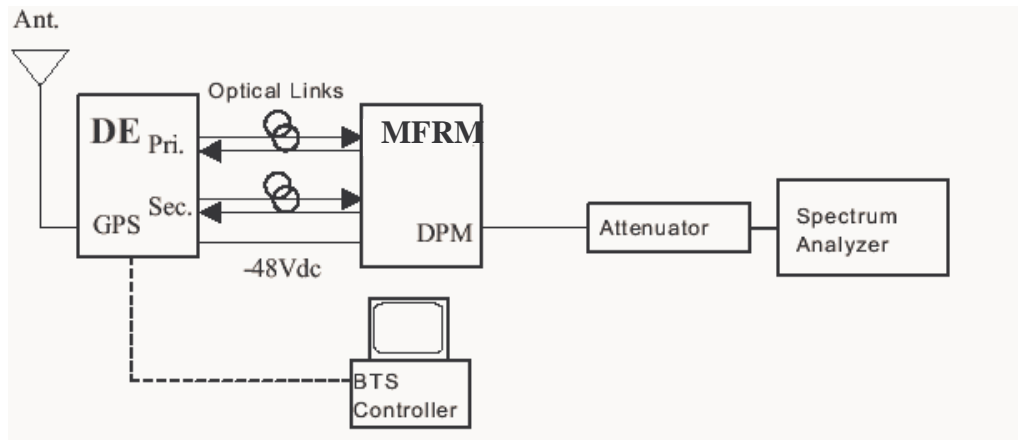 Ant.
Optical Links
DE
Pri.
MFRM
Sec.
GPS
DPM
Attenuator
Spectrum
Analyzer
-48Vdc
BTS
Controller